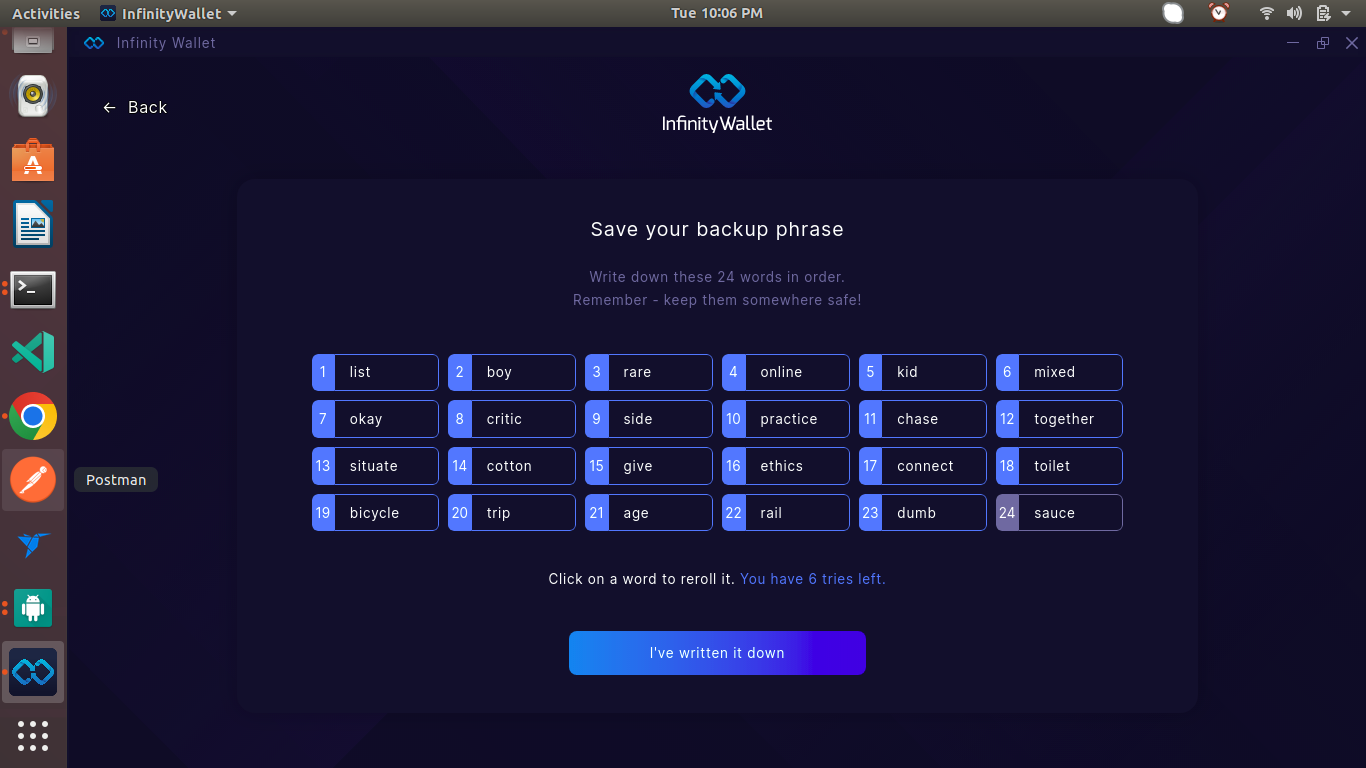 Activities InfinityWallet Tue 10:06 PM
Infinity Wallet
← Back
InfinityWallet
Save your backup phrase
Write down these 24 words in order.
Remember - keep them somewhere safe!
1 list 2 boy 3 rare 4 online 5 kid 6 mixed
7 okay 8 critic 9 side 10 practice 11 chase 12 together
13 situate 14 cotton 15 give 16 ethics 17 connect 18 toilet
Postman
19 bicycle 20 trip 21 age 22 rail 23 dumb 24 sauce
Click on a word to reroll it. You have 6 tries left.
I've written it down